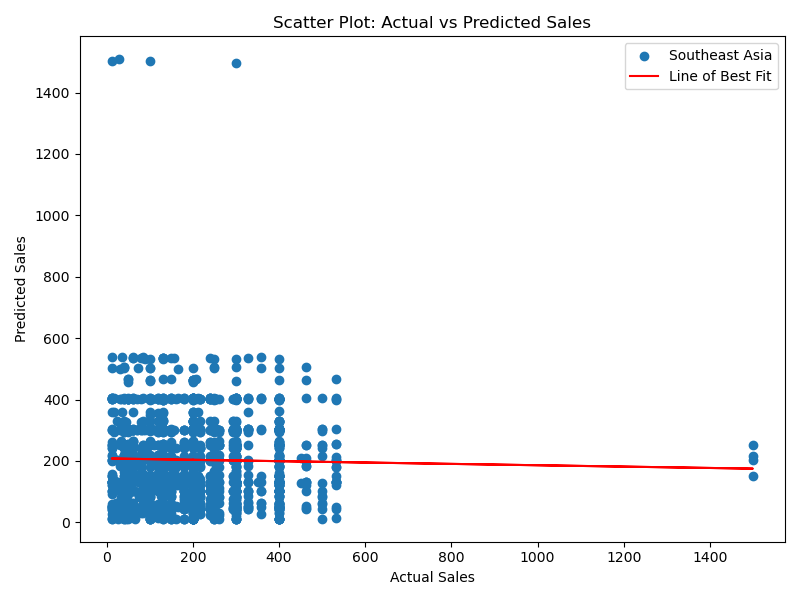 Scatter Plot: Actual vs Predicted Sales
Southeast Asia
Line of Best Fit
Predicted Sales
1400
1200
1000
800
600
400
200
0
0 200 400 600 800 1000 1200 1400
Actual Sales